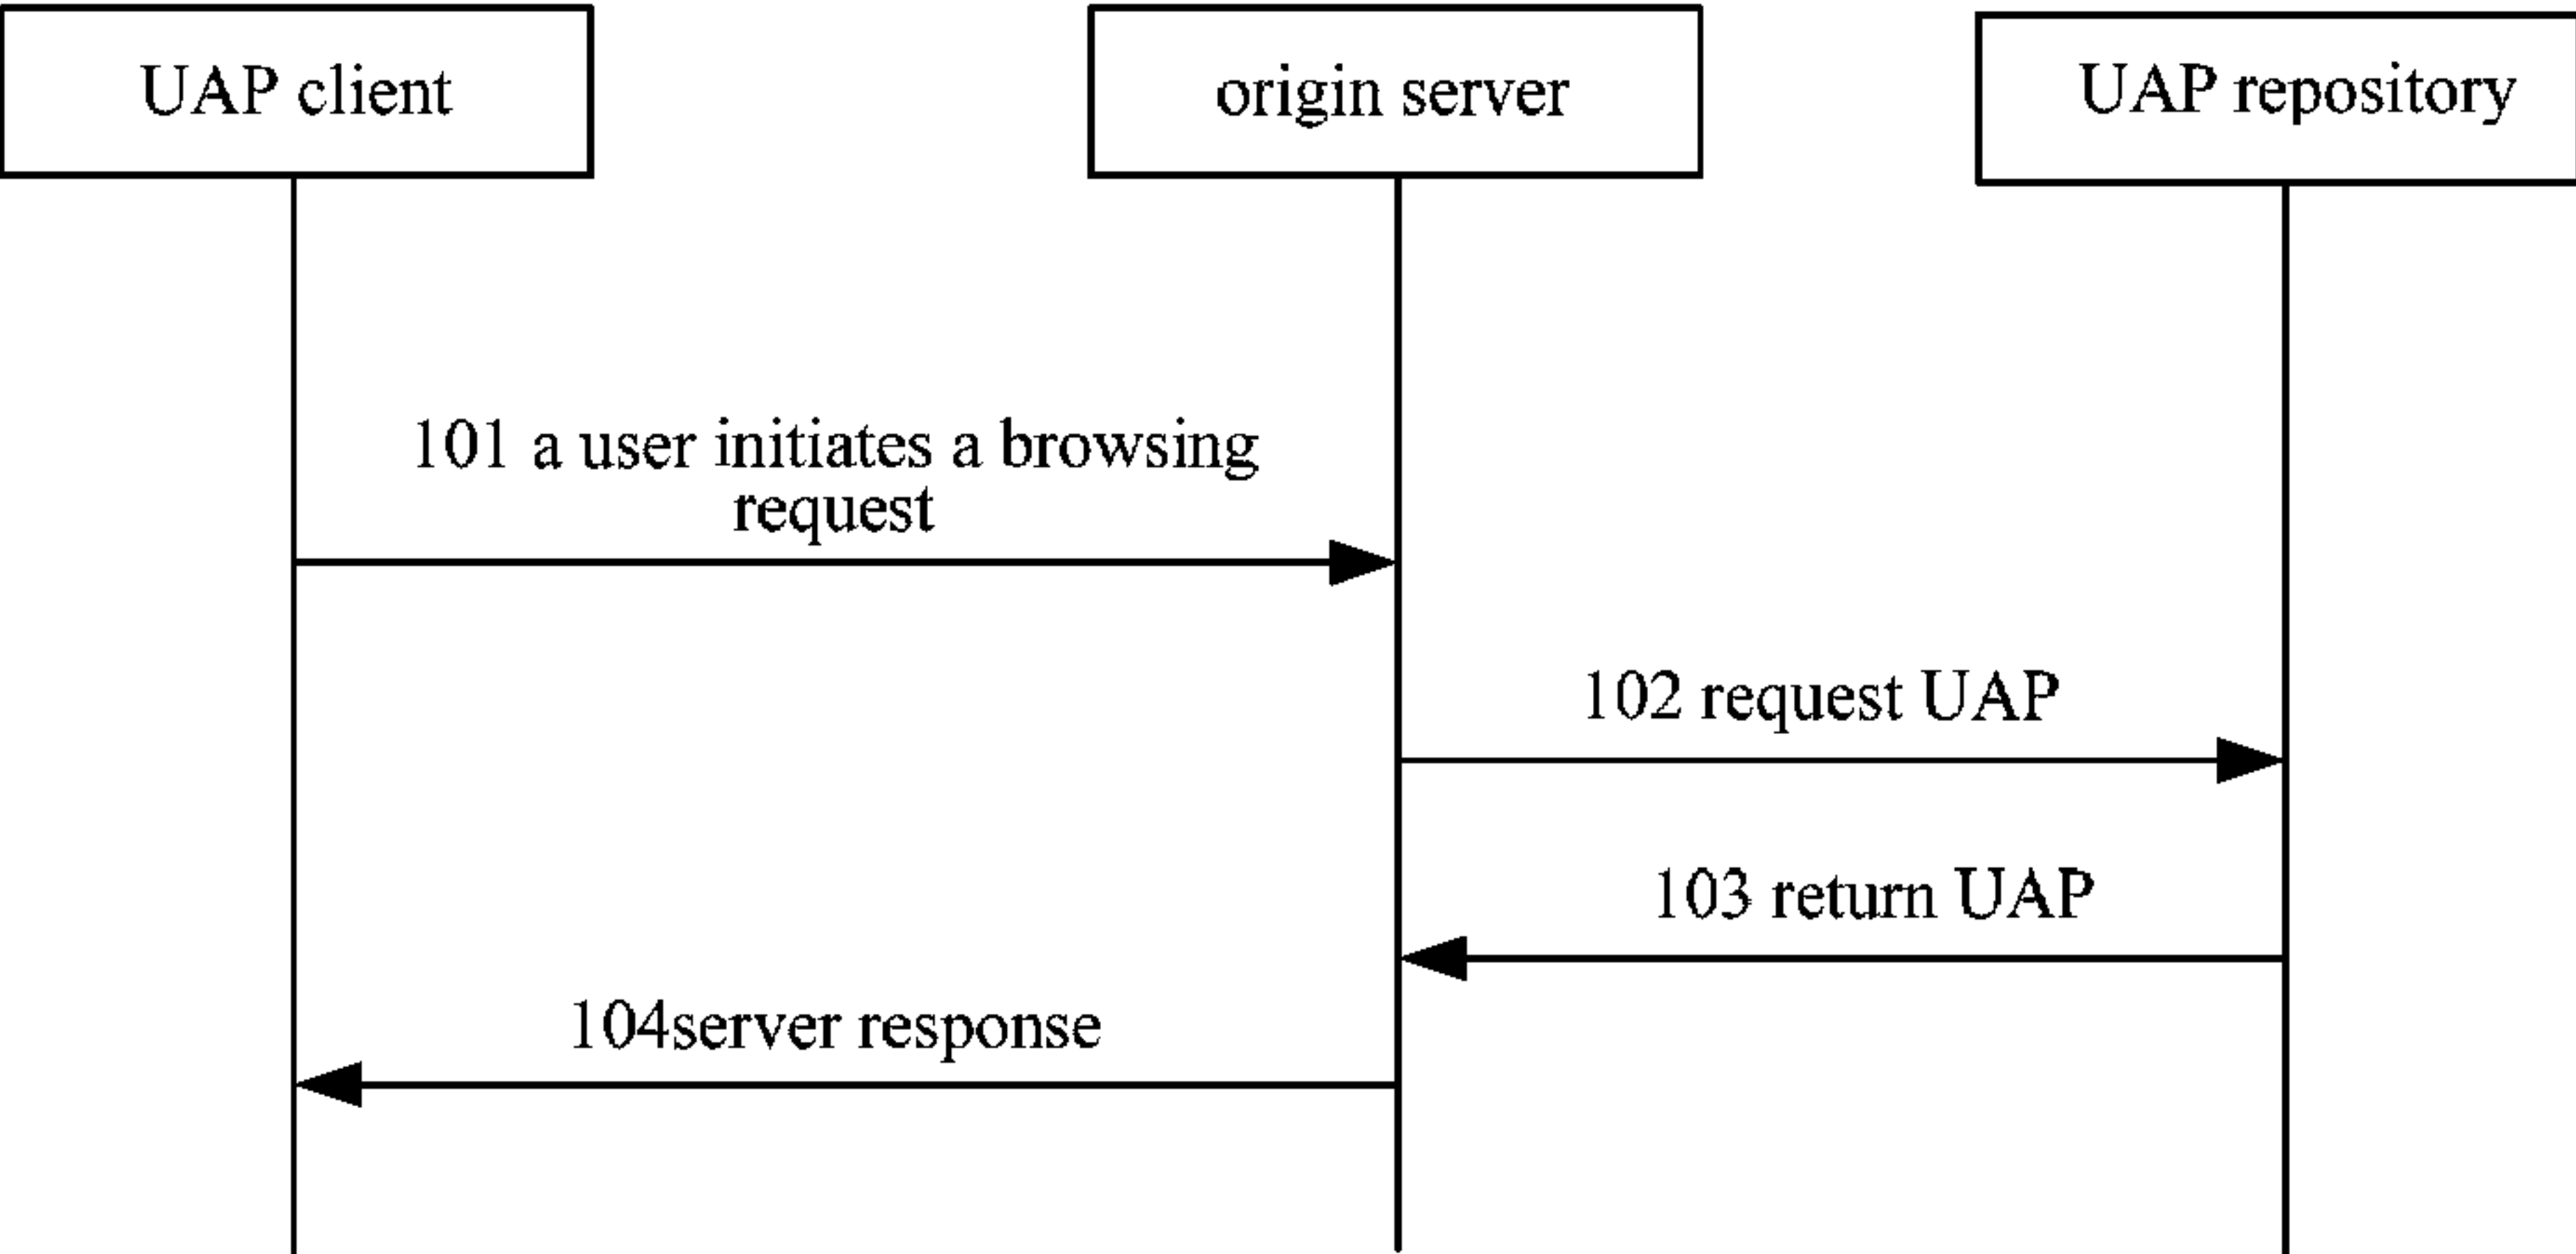 UAP client
origin server
UAP repository
101 a user initiates a browsing
request
102 request UAP
103 return UAP
104server response